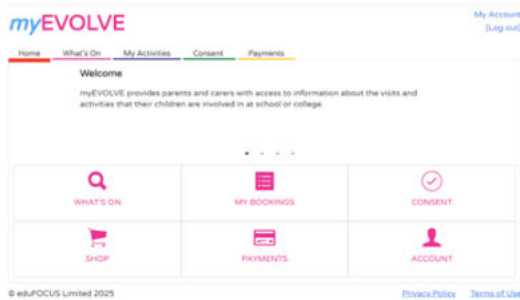 myEVOLVE
My Account
[Log out]
Home What's On My Activities Consent Payments
Welcome
myEVOLVE provides parents and carers with access to information about the visits and
activities that their children are involved in at school or college.
WHAT'S ON MY BOOKINGS CONSENT
SHOP PAYMENTS ACCOUNT
© eduFOCUS Limited 2025 Privacy Policy Terms of Use